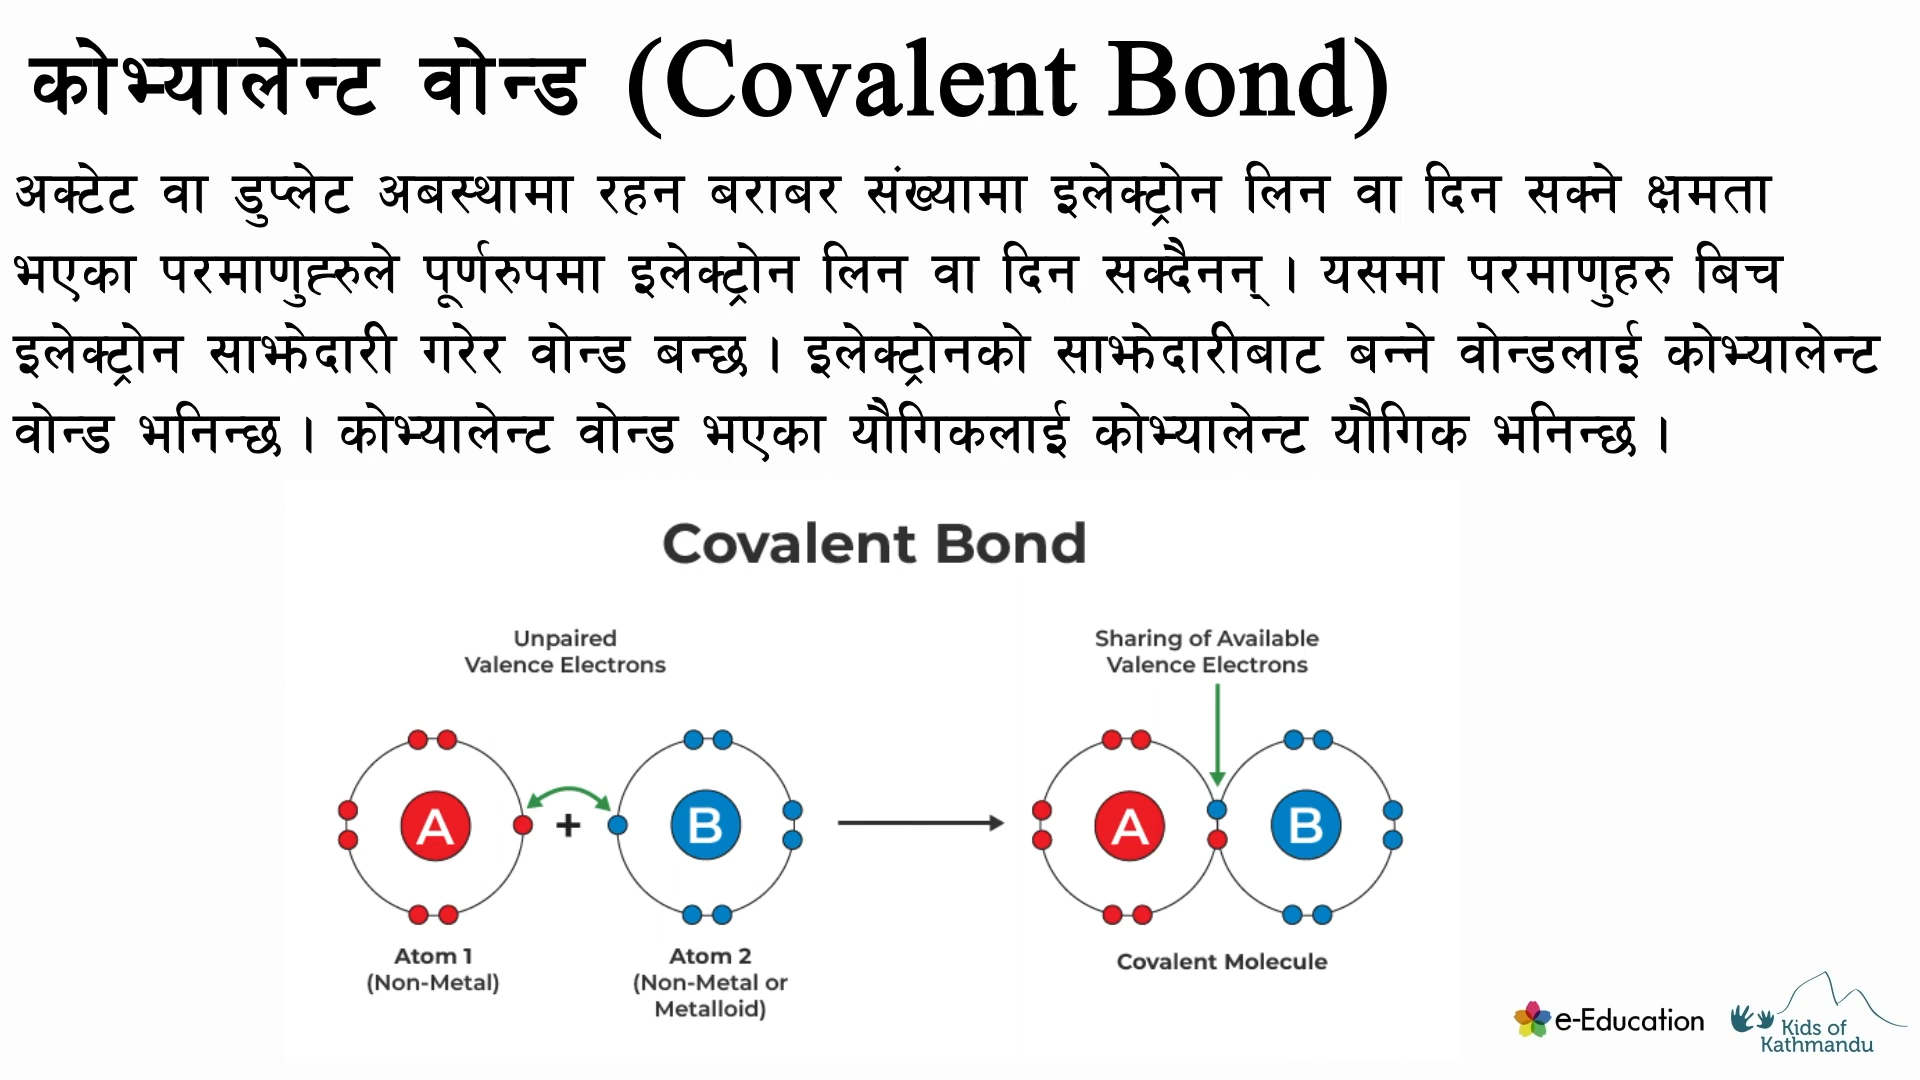 कोभ्यालेन्ट वोन्ड (Covalent Bond)
अक्टेट वा डुप्लेट अबस्थामा रहन बराबर संख्यामा इलेक्ट्रोन लिन वा दिन सक्ने क्षमता
भएका परमाणुह्रुले पूर्णरुपमा इलेक्ट्रोन लिन वा दिन सक्दैनन् । यसमा परमाणुहरु बिच
इलेक्ट्रोन साझेदारी गरेर वोन्ड बन्छ । इलेक्ट्रोनको साझेदारीबाट बन्ने वोन्डलाई कोभ्यालेन्ट
वोन्ड भनिन्छ । कोभ्यालेन्ट वोन्ड भएका यौगिकलाई कोभ्यालेन्ट यौगिक भनिन्छ ।
Covalent Bond
Unpaired
Valence Electrons
Sharing of Available
Valence Electrons
A
+
B
A
B
Atom 1
(Non-Metal)
Atom 2
(Non-Metal or
Metalloid)
Covalent Molecule
e-Education
Kids of
Kathmandu